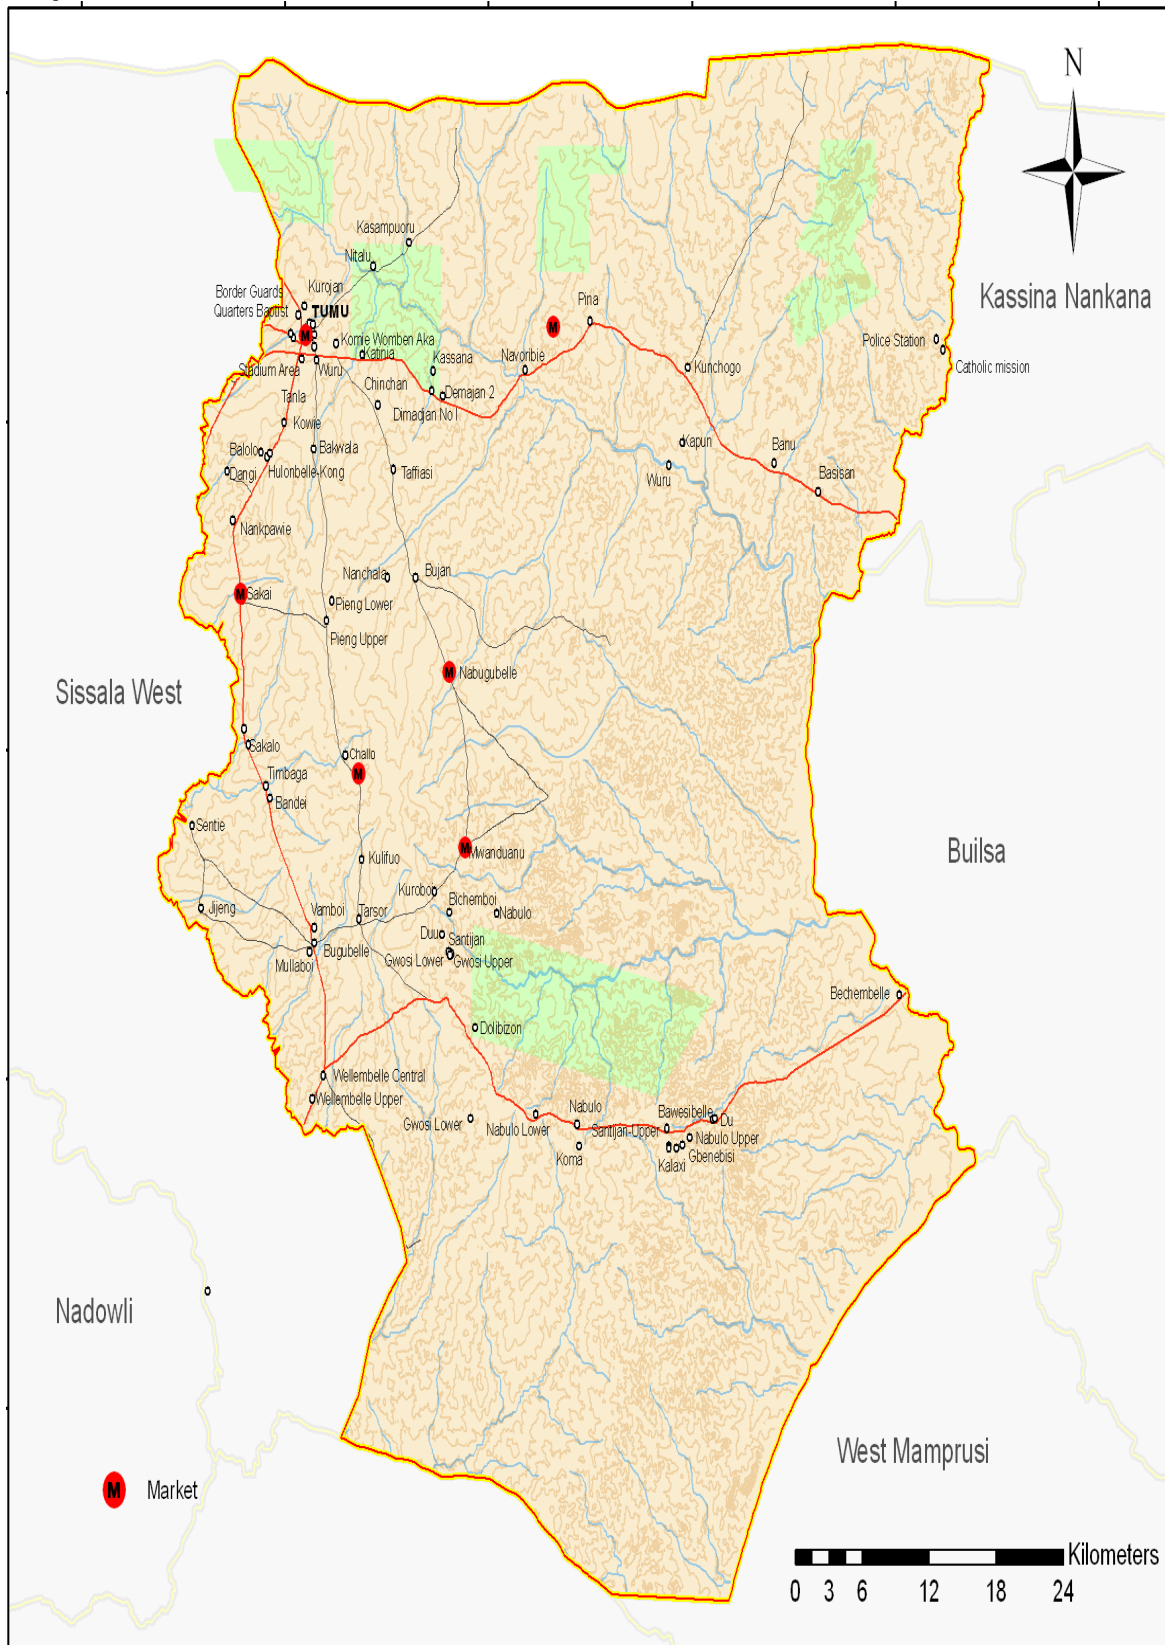 N
Kasampuoru
Nitalu
Border Guards
Kurojan
Quarters Baptist
TUMU
M
Pina
M
Kassina Nankana
Komie Womben Aka
Police Station
Stadium Area
Wuru
Katinia
Kassana
Navoribie
Kunchogo
Catholic mission
Chinchan
Demajan 2
Tanla
Dimadjan No I
Kowie
Balolo
Bakwala
Kapun
Banu
Dangi
Hulonbelle-Kong
Taffiasi
Wuru
Basisan
Nankpawie
Nanchala
Bujan
M
Sakai
Pieng Lower
Pieng Upper
M
Nabugubelle
Sissala West
Sakalo
Challo
M
Timbaga
Bandei
Sentie
M
Mwanduanu
Builsa
Kulifuo
Kuroboi
Jijeng
Bichemboi
Nabulo
Vamboi
Tarsor
Duu
Santijan
Bugubelle
Mullaboi
Gwosi Lower
Gwosi Upper
Bechembelle
Dolibizon
Wellembelle Central
Wellembelle Upper
Gwosi Lower
Nabulo Lower
Nabulo
Bawesibelle
Du
Santijan-Upper
Nabulo Upper
Koma
Kalaxi
Gbenebisi
Nadowli
West Mamprusi
M
Market
Kilometers
0 3 6 12 18 24